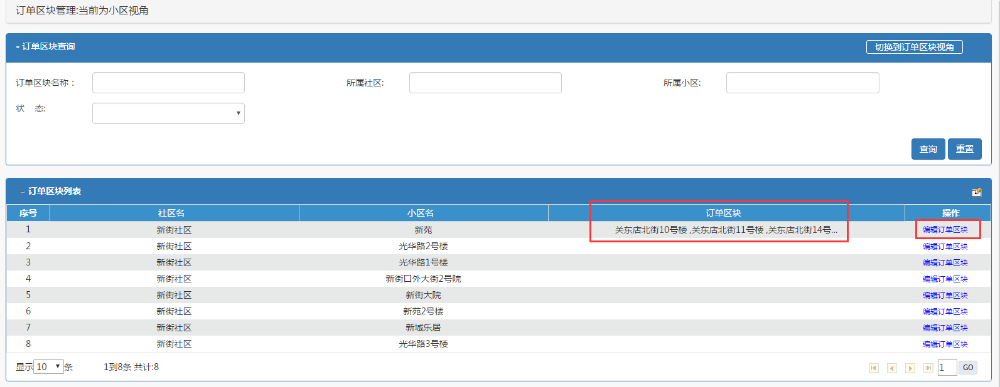 订单区块管理:当前为小区视角
- 订单区块查询 切换到订单区块视角
订单区块名称： 所属社区: 所属小区:
状 态:
查询 重置
- 订单区块列表
序号 社区名 小区名 订单区块 操作
1 新街社区 新苑 关东店北街10号楼 ,关东店北街11号楼 ,关东店北街14号... 编辑订单区块
2 新街社区 光华路2号楼 编辑订单区块
3 新街社区 光华路1号楼 编辑订单区块
4 新街社区 新街口外大街2号院 编辑订单区块
5 新街社区 新街大院 编辑订单区块
6 新街社区 新苑2号楼 编辑订单区块
7 新街社区 新城乐居 编辑订单区块
8 新街社区 光华路3号楼 编辑订单区块
显示 10 条 1到8条 共计:8 1 GO